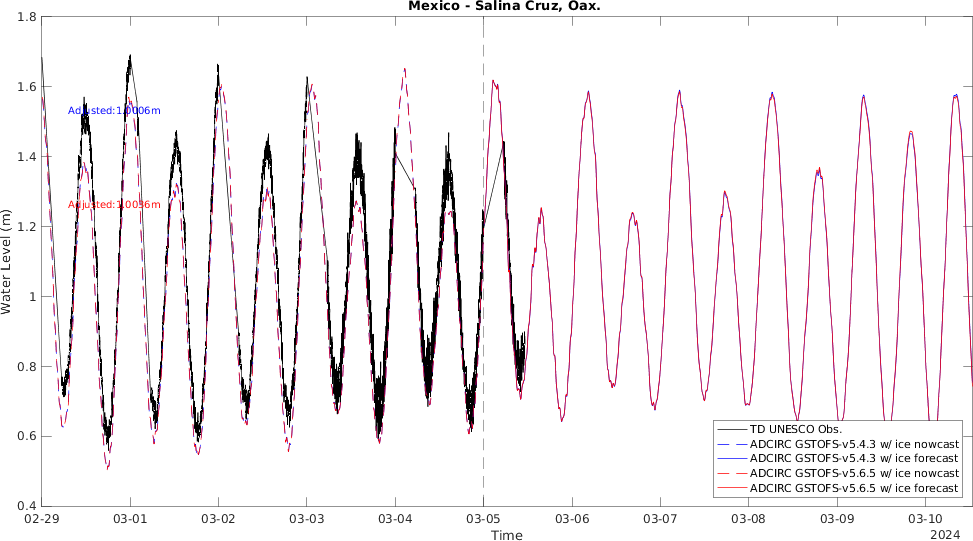 Mexico - Salina Cruz, Oax.
1.8
1.6
1.4
1.2
1
0.8
0.6
0.4
Water Level (m)
Adjusted:1.0006m
Adjusted:1.0036m
TD UNESCO Obs.
ADCIRC GSTOFS-v5.4.3 w/ ice nowcast
ADCIRC GSTOFS-v5.4.3 w/ ice forecast
ADCIRC GSTOFS-v5.6.5 w/ ice nowcast
ADCIRC GSTOFS-v5.6.5 w/ ice forecast
02-29 03-01 03-02 03-03 03-04 03-05 03-06 03-07 03-08 03-09 03-10
Time
2024